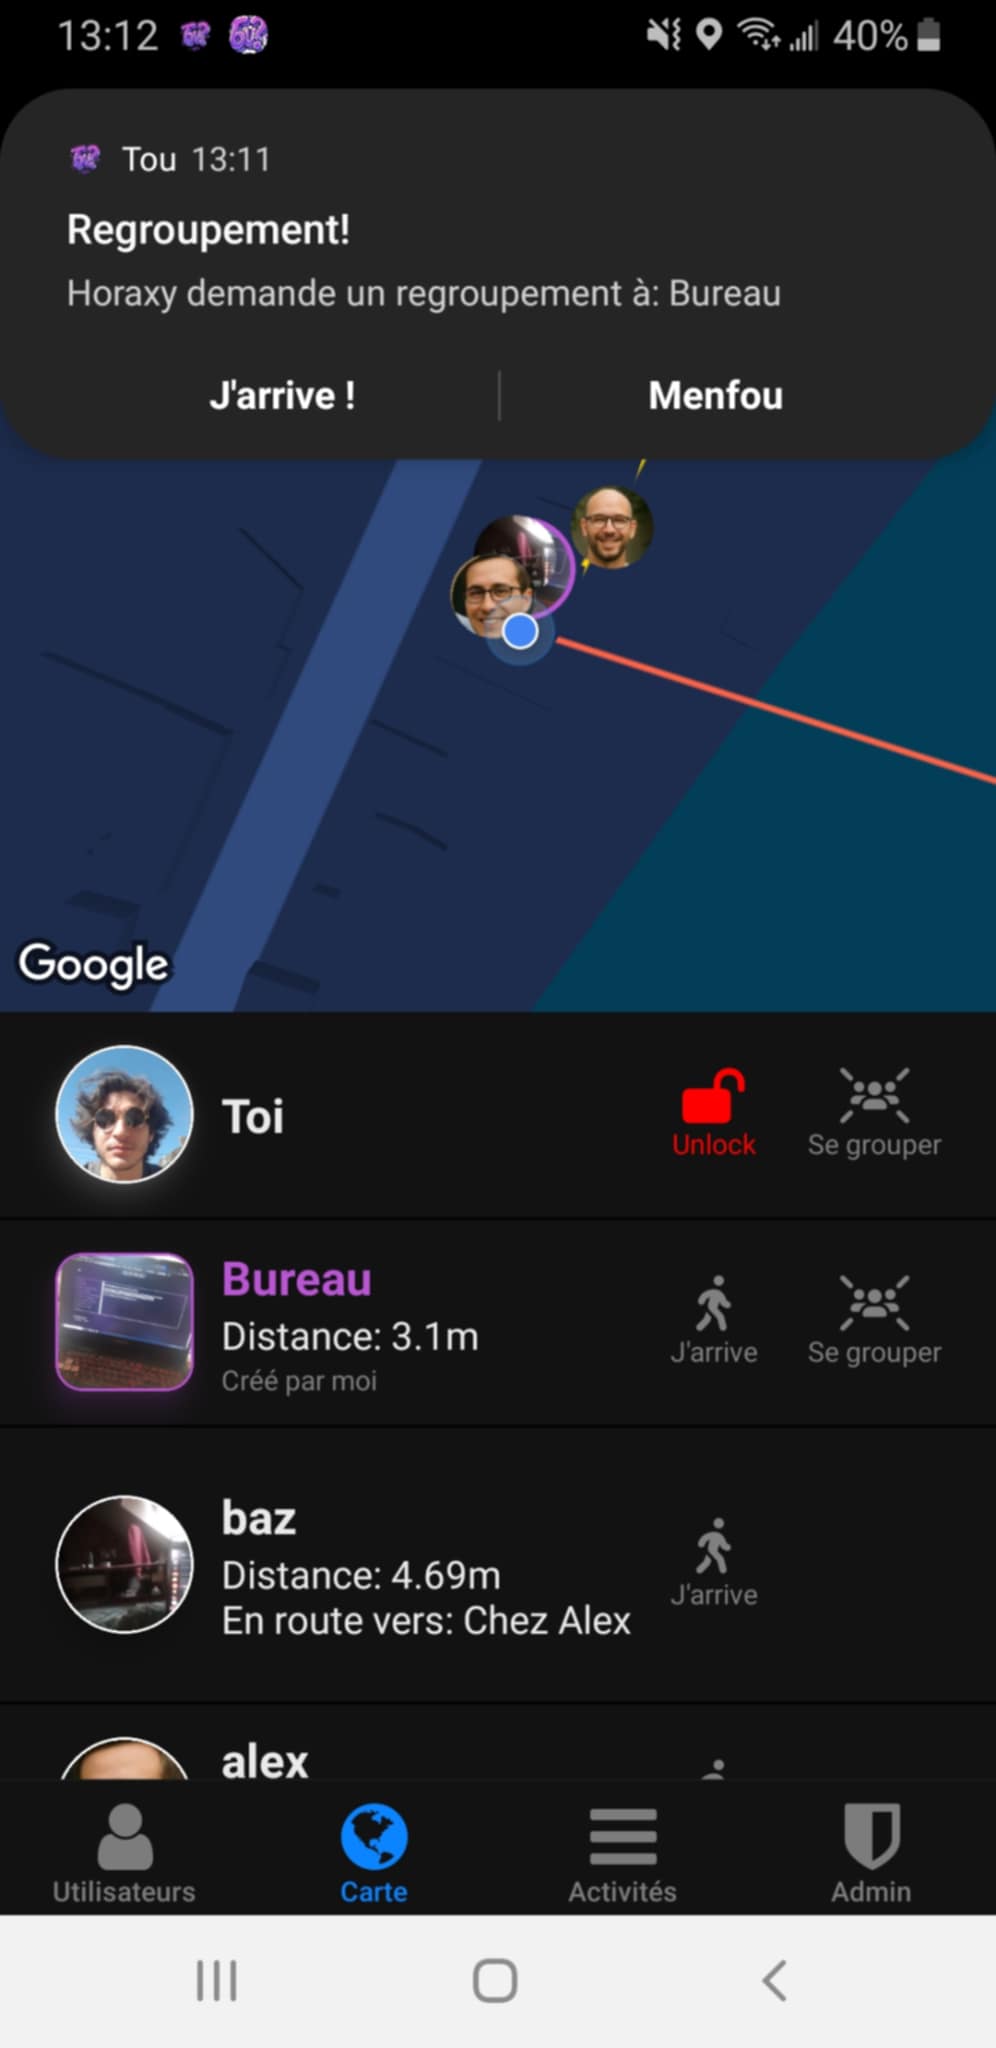 13:12
40%
Tou 13:11
Regroupement!
Horaxy demande un regroupement à: Bureau
J'arrive !
Menfou
Google
Toi
Unlock
Se grouper
Bureau
Distance: 3.1m
Créé par moi
J'arrive
Se grouper
baz
Distance: 4.69m
En route vers: Chez Alex
J'arrive
alex
Utilisateurs
Carte
Activités
Admin